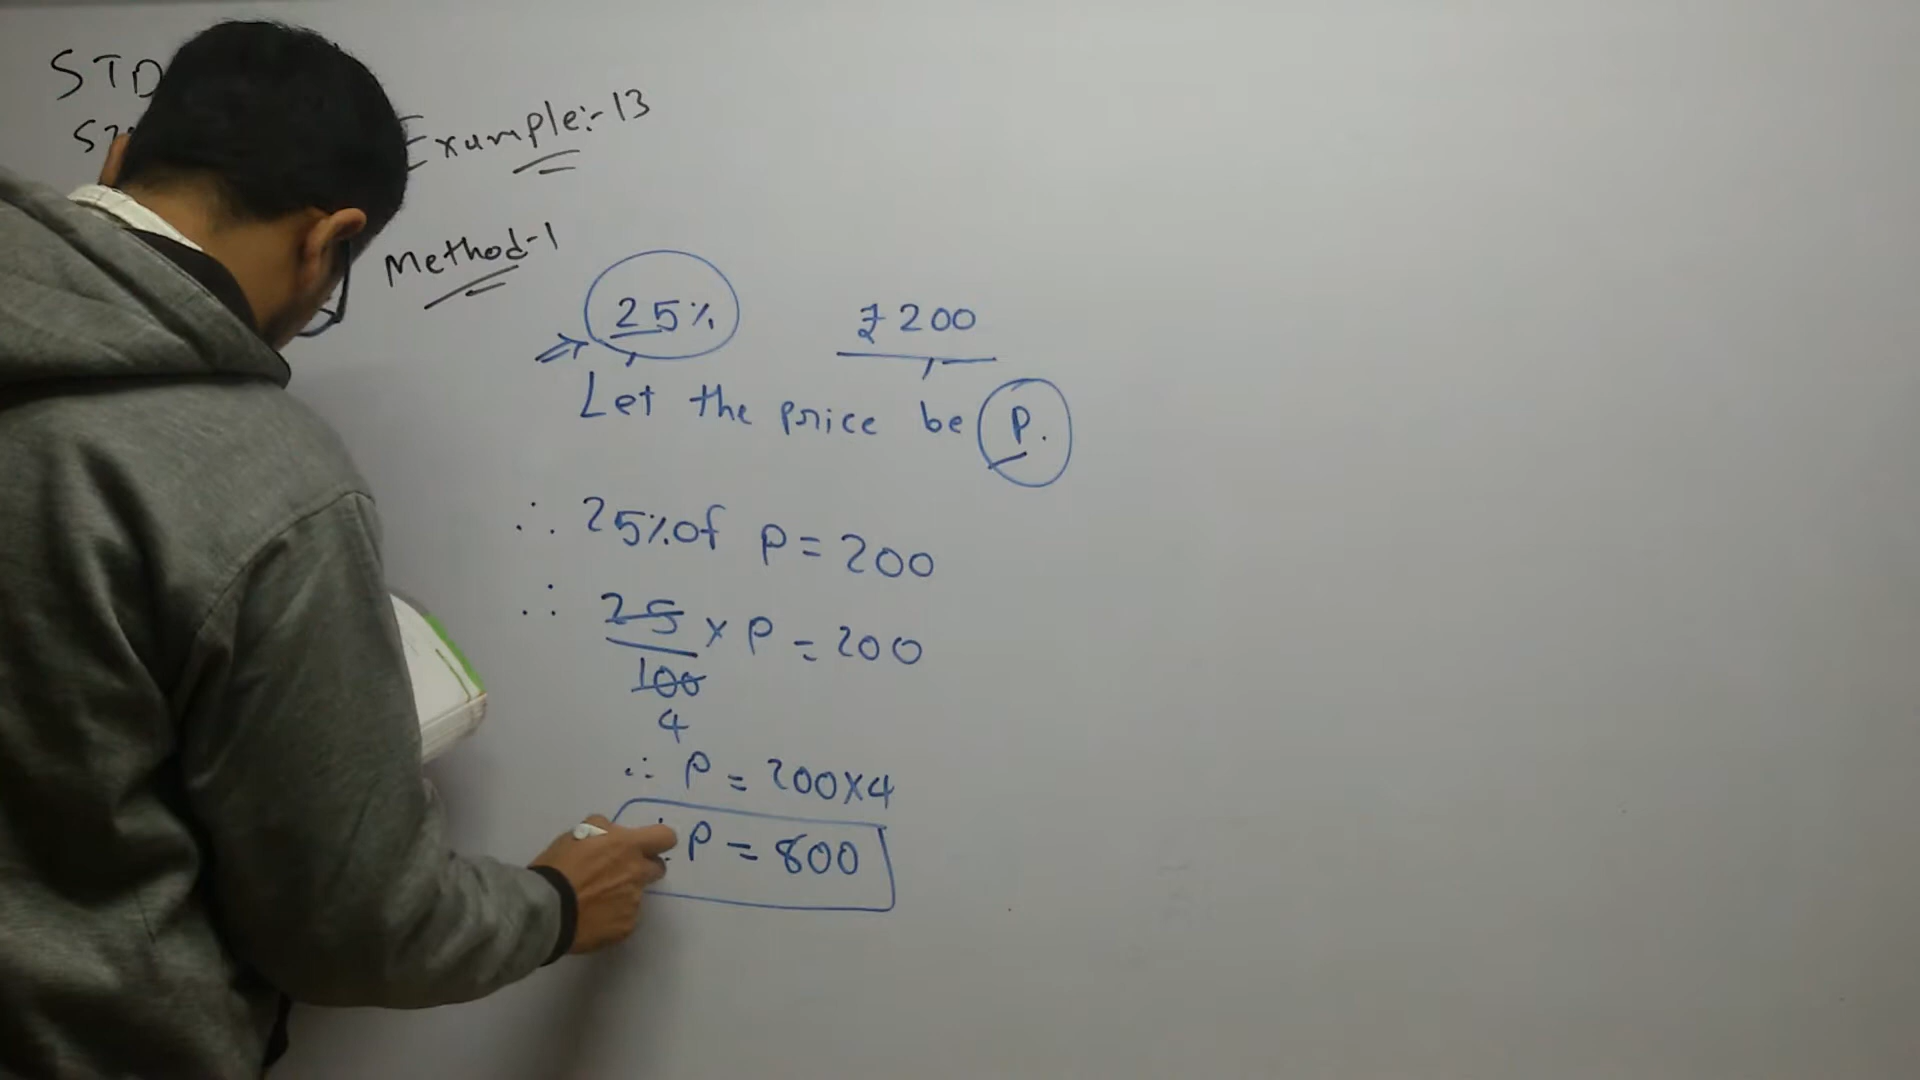 STD
Example:-13
Method-1
25% ₹200
Let the price be P.
∴ 25% of P = 200
∴ 25/100 × P = 200
4
∴ P = 200×4
∴ P = 800